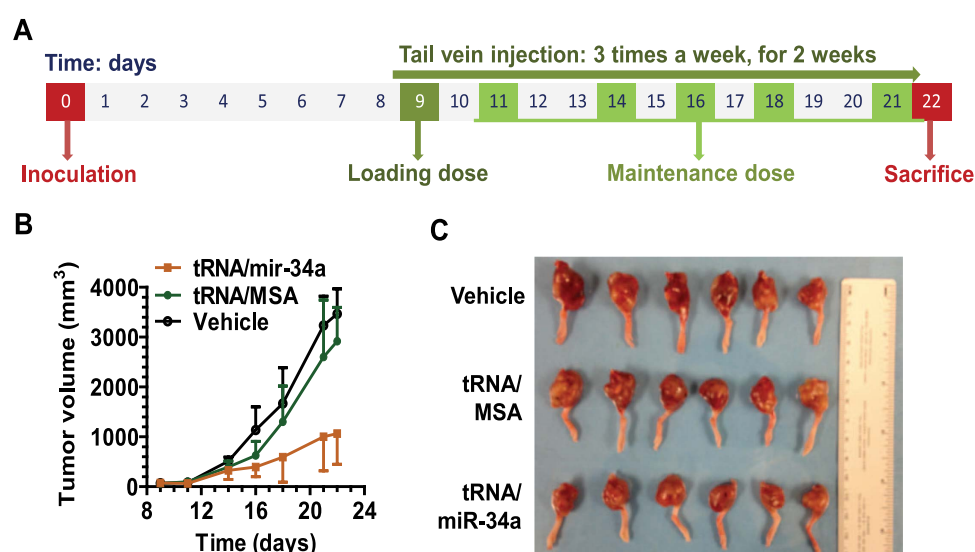 A
Time: days
Tail vein injection: 3 times a week, for 2 weeks
0 1 2 3 4 5 6 7 8 9 10 11 12 13 14 15 16 17 18 19 20 21 22
Inoculation
Loading dose
Maintenance dose
Sacrifice
B
tRNA/mir-34a
tRNA/MSA
Vehicle
Tumor volume (mm³)
4000
3000
2000
1000
0
8 12 16 20 24
Time (days)
C
Vehicle
tRNA/
MSA
tRNA/
miR-34a